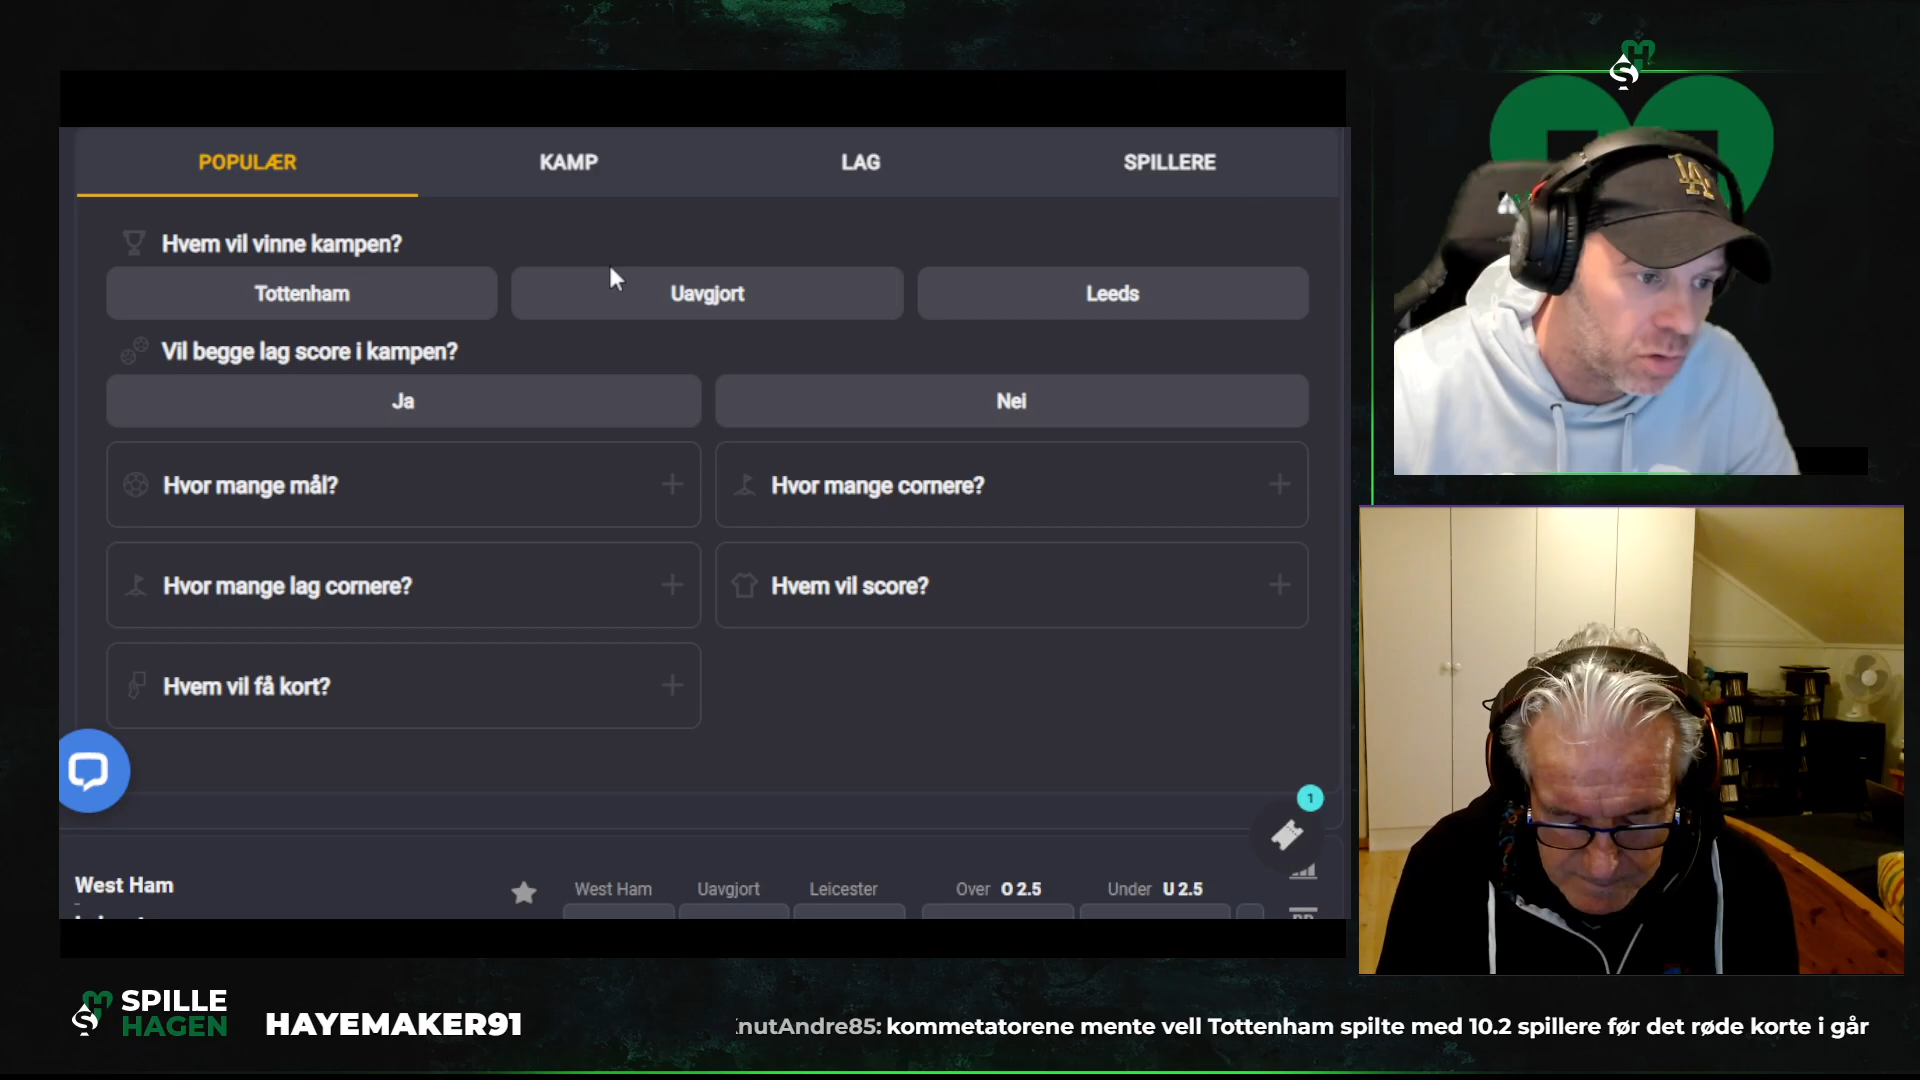 POPULÆR KAMP LAG SPILLERE
Hvem vil vinne kampen?
Tottenham Uavgjort Leeds
Vil begge lag score i kampen?
Ja Nei
Hvor mange mål? Hvor mange cornere?
Hvor mange lag cornere? Hvem vil score?
Hvem vil få kort?
1
West Ham
West Ham Uavgjort Leicester Over O 2.5 Under U 2.5
LA
SPILLE
HAGEN
HAYEMAKER91
nutAndre85: kommetatorene mente vell Tottenham spilte med 10.2 spillere før det røde korte i går